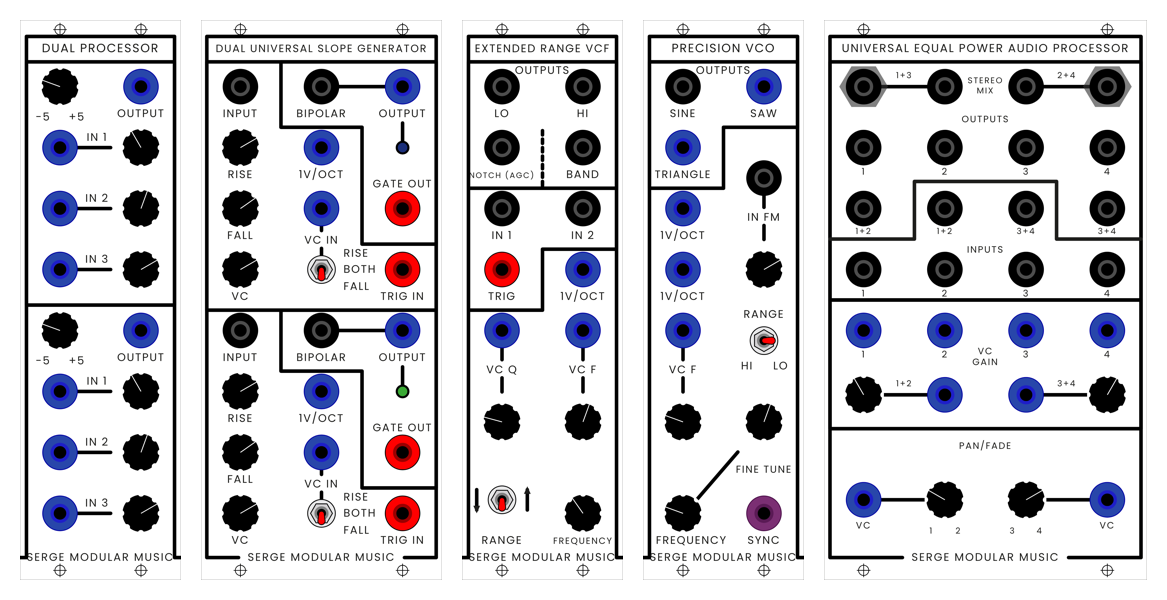 DUAL PROCESSOR
-5 +5 OUTPUT
IN 1
IN 2
IN 3
-5 +5 OUTPUT
IN 1
IN 2
IN 3
SERGE MODULAR MUSIC
DUAL UNIVERSAL SLOPE GENERATOR
INPUT BIPOLAR OUTPUT
RISE 1V/OCT
GATE OUT
FALL
VC IN
RISE
BOTH
FALL
VC TRIG IN
INPUT BIPOLAR OUTPUT
RISE 1V/OCT
GATE OUT
FALL
VC IN
RISE
BOTH
FALL
VC TRIG IN
SERGE MODULAR MUSIC
EXTENDED RANGE VCF
OUTPUTS
LO HI
NOTCH (AGC) BAND
IN 1 IN 2
TRIG 1V/OCT
VC Q VC F
RANGE FREQUENCY
SERGE MODULAR MUSIC
PRECISION VCO
OUTPUTS
SINE SAW
TRIANGLE
IN FM
1V/OCT
1V/OCT
RANGE
HI LO
VC F
FINE TUNE
FREQUENCY SYNC
SERGE MODULAR MUSIC
UNIVERSAL EQUAL POWER AUDIO PROCESSOR
1+3 STEREO MIX 2+4
OUTPUTS
1 2 3 4
1+2 1+2 3+4 3+4
INPUTS
1 2 3 4
1 2 3 4
VC
GAIN
1+2 3+4
PAN/FADE
VC 1 2 3 4 VC
SERGE MODULAR MUSIC